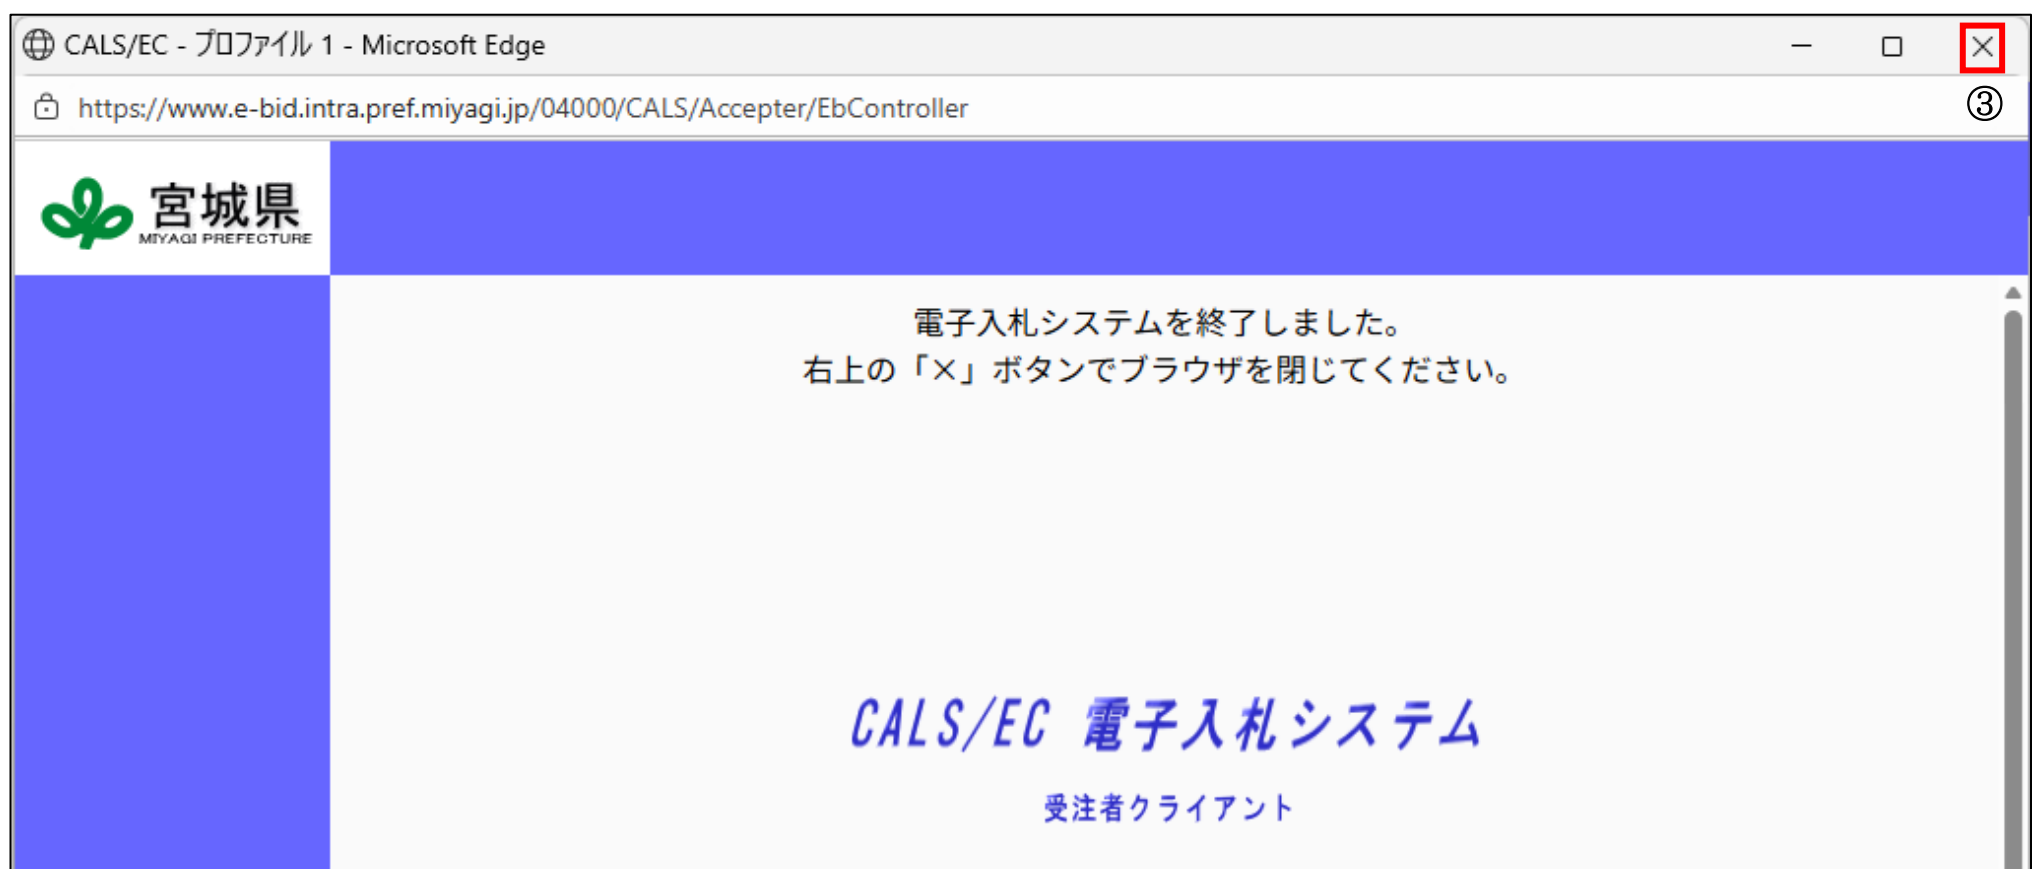 CALS/EC - プロファイル 1 - Microsoft Edge
https://www.e-bid.intra.pref.miyagi.jp/04000/CALS/Accepter/EbController
③
宮城県
MIYAGI PREFECTURE
電子入札システムを終了しました。
右上の「×」ボタンでブラウザを閉じてください。
CALS/EC 電子入札システム
受注者クライアント